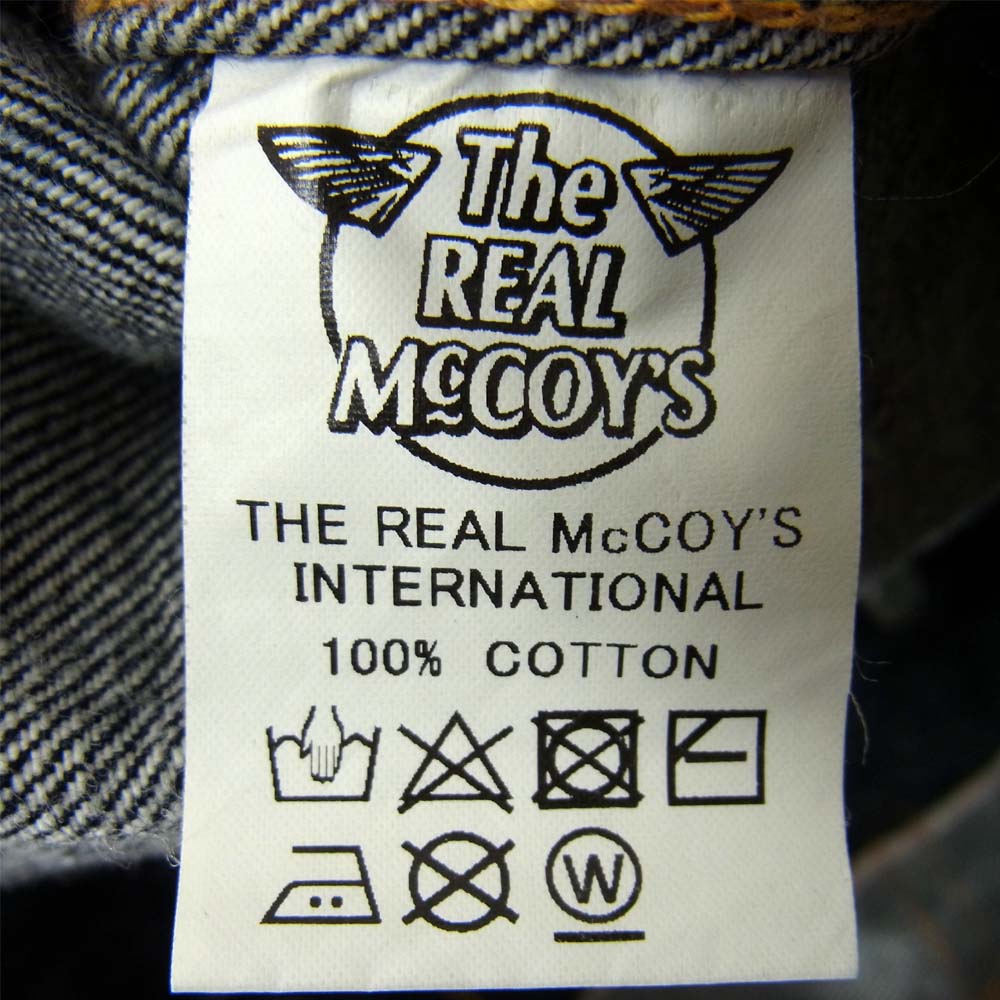 The
REAL
McCOY'S
THE REAL McCOY'S
INTERNATIONAL
100% COTTON
W